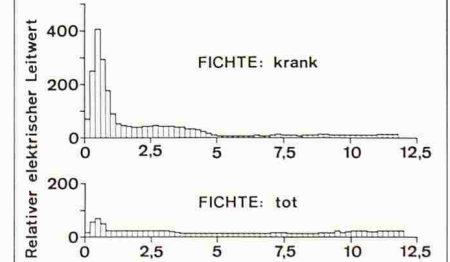 Relativer elektrischer Leitwert
400
200
0
FICHTE: krank
0 2,5 5 7,5 10 12,5
200
0
FICHTE: tot
0 2,5 5 7,5 10 12,5